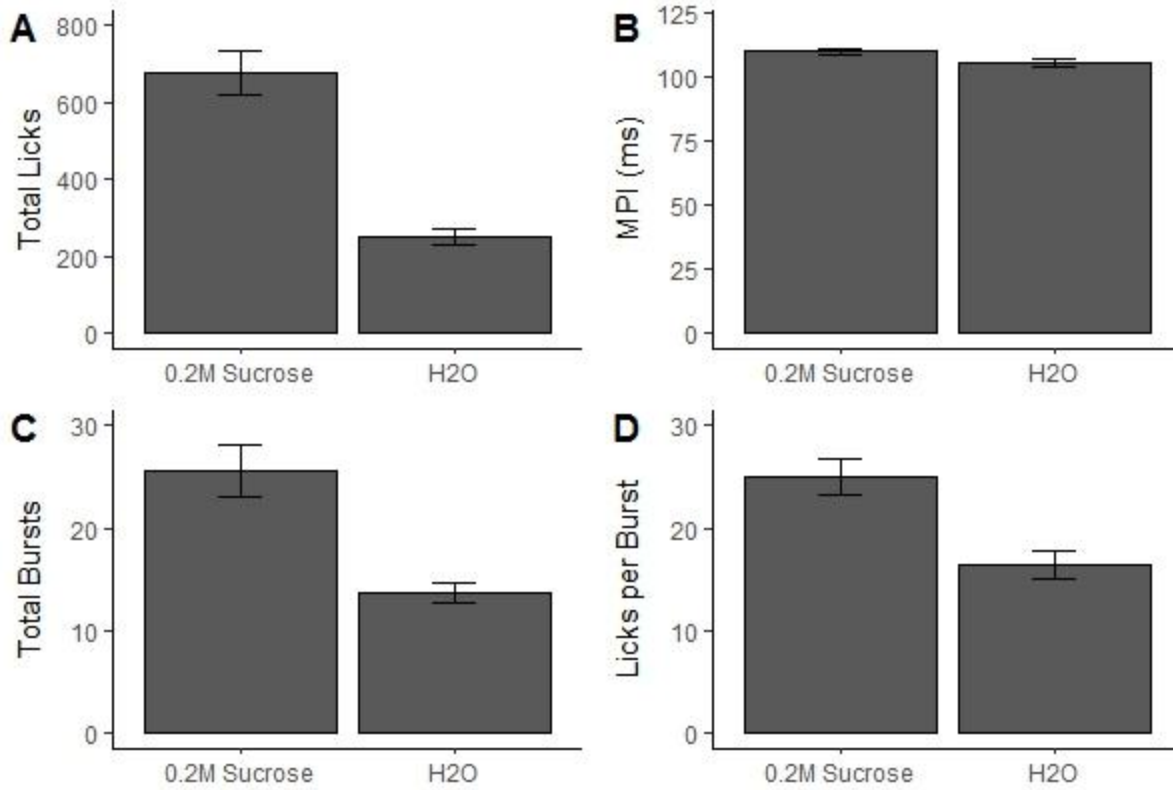 A
Total Licks
800
600
400
200
0
0.2M Sucrose
H2O
B
MPI (ms)
125
100
75
50
25
0
0.2M Sucrose
H2O
C
Total Bursts
30
20
10
0
0.2M Sucrose
H2O
D
Licks per Burst
30
20
10
0
0.2M Sucrose
H2O